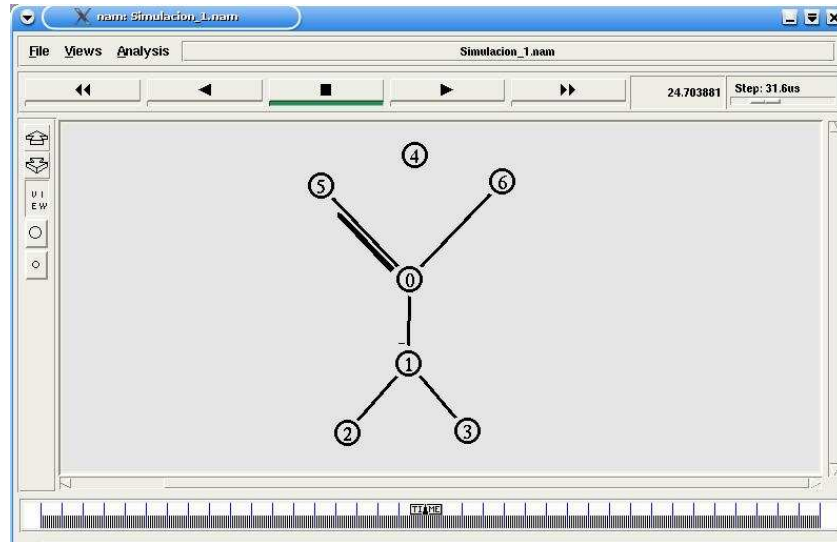 nam: Simulacion_1.nam
File Views Analysis Simulacion_1.nam
24.703881 Step: 31.6us
V I
E W
4
5
6
0
1
2
3
TIME